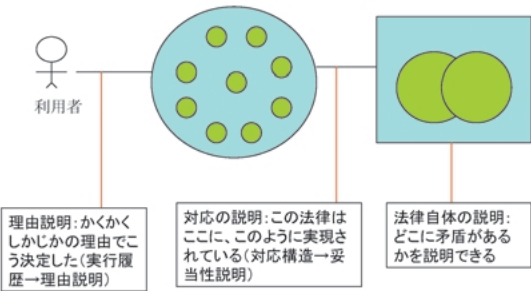 利用者
理由説明:かくかく
しかじかの理由でこ
う決定した(実行履
歴→理由説明)
対応の説明:この法律は
ここに、このように実現さ
れている(対応構造→妥
当性説明)
法律自体の説明:
どこに矛盾がある
かを説明できる